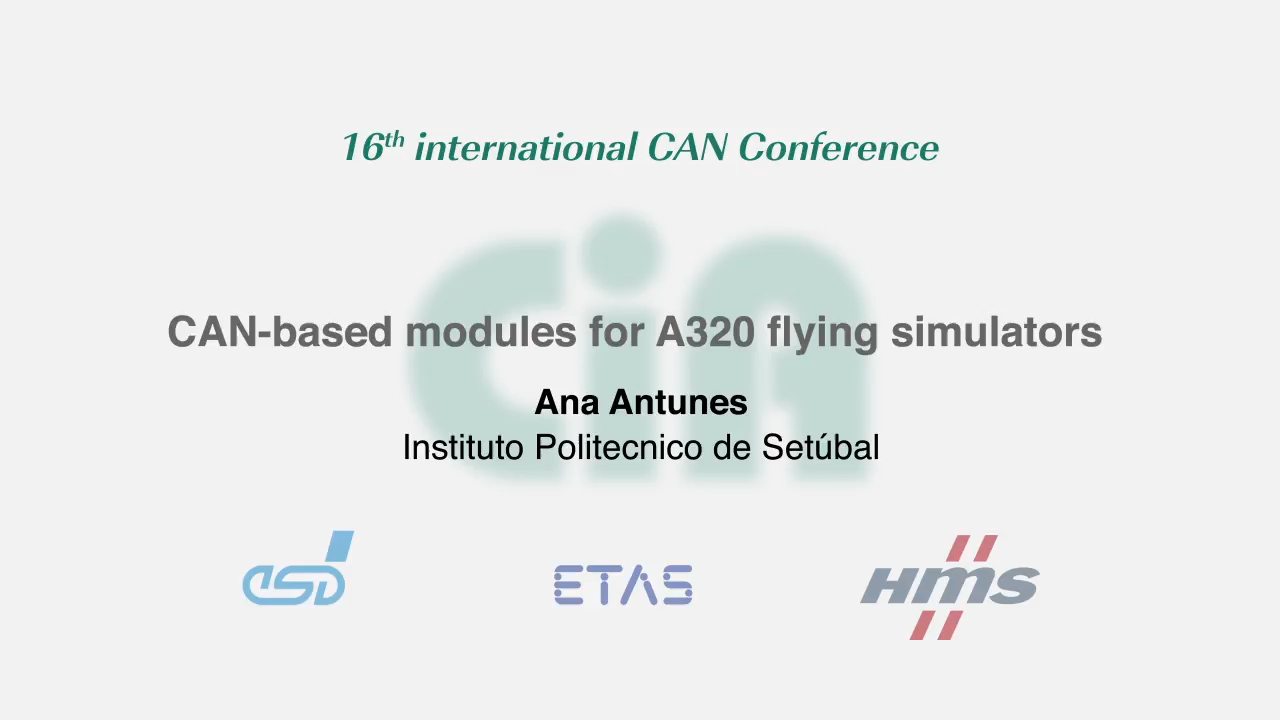 16th international CAN Conference
CiA
CAN-based modules for A320 flying simulators
Ana Antunes
Instituto Politecnico de Setúbal
esd
ETAS
HMS